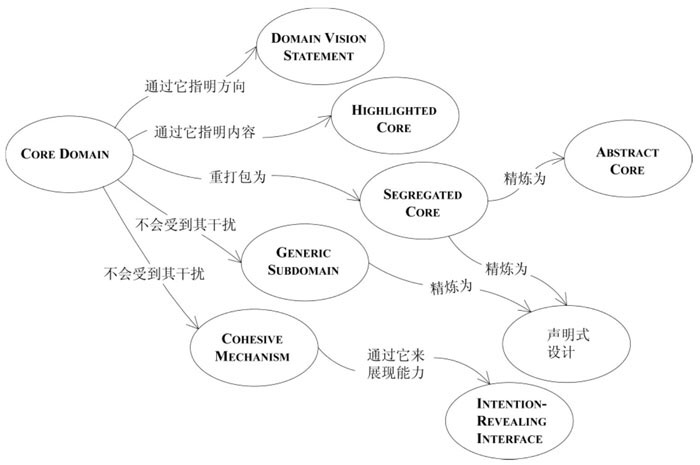 DOMAIN VISION
STATEMENT
通过它指明方向
HIGHLIGHTED
CORE
通过它指明内容
CORE DOMAIN
ABSTRACT
CORE
重打包为
精炼为
SEGREGATED
CORE
不会受到其干扰
GENERIC
SUBDOMAIN
精炼为
不会受到其干扰
精炼为
COHESIVE
MECHANISM
声明式
设计
通过它来
展现能力
INTENTION-
REVEALING
INTERFACE